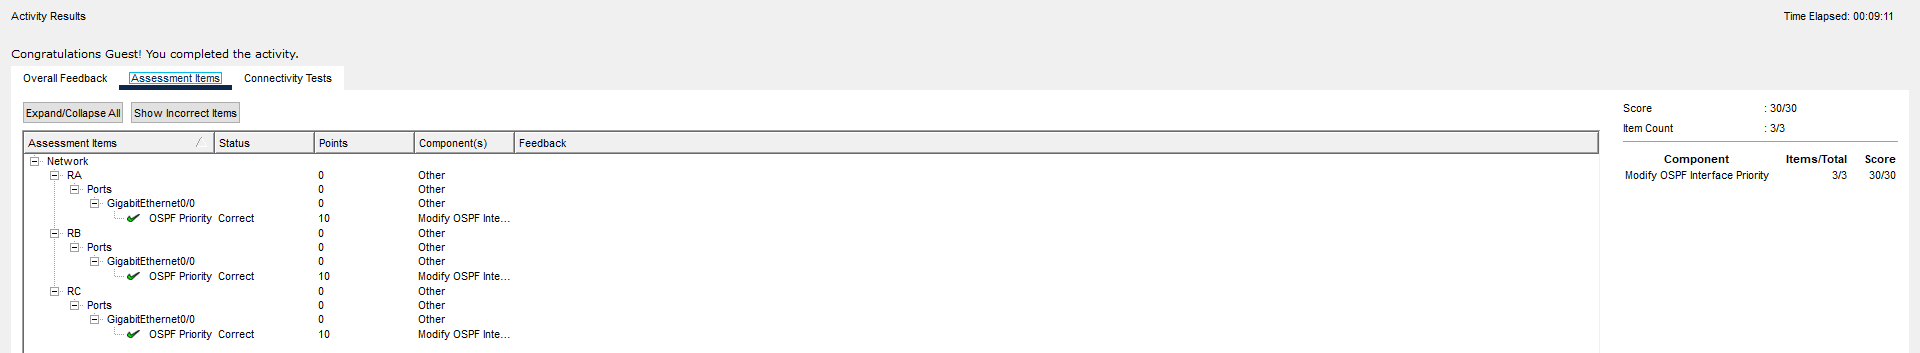 Activity Results
Time Elapsed: 00:09:11
Congratulations Guest! You completed the activity.
Overall Feedback Assessment Items Connectivity Tests
Expand/Collapse All Show Incorrect Items
Assessment Items Status Points Component(s) Feedback
Network
RA 0 Other
Ports 0 Other
GigabitEthernet0/0 0 Other
OSPF Priority Correct 10 Modify OSPF Inte...
RB 0 Other
Ports 0 Other
GigabitEthernet0/0 0 Other
OSPF Priority Correct 10 Modify OSPF Inte...
RC 0 Other
Ports 0 Other
GigabitEthernet0/0 0 Other
OSPF Priority Correct 10 Modify OSPF Inte...
Score : 30/30
Item Count : 3/3
Component Items/Total Score
Modify OSPF Interface Priority 3/3 30/30